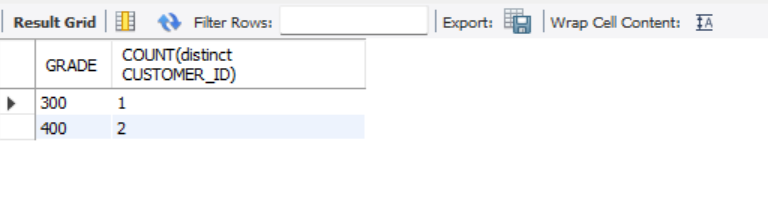 Result Grid Filter Rows: Export: Wrap Cell Content:
GRADE COUNT(distinct
CUSTOMER_ID)
300 1
400 2